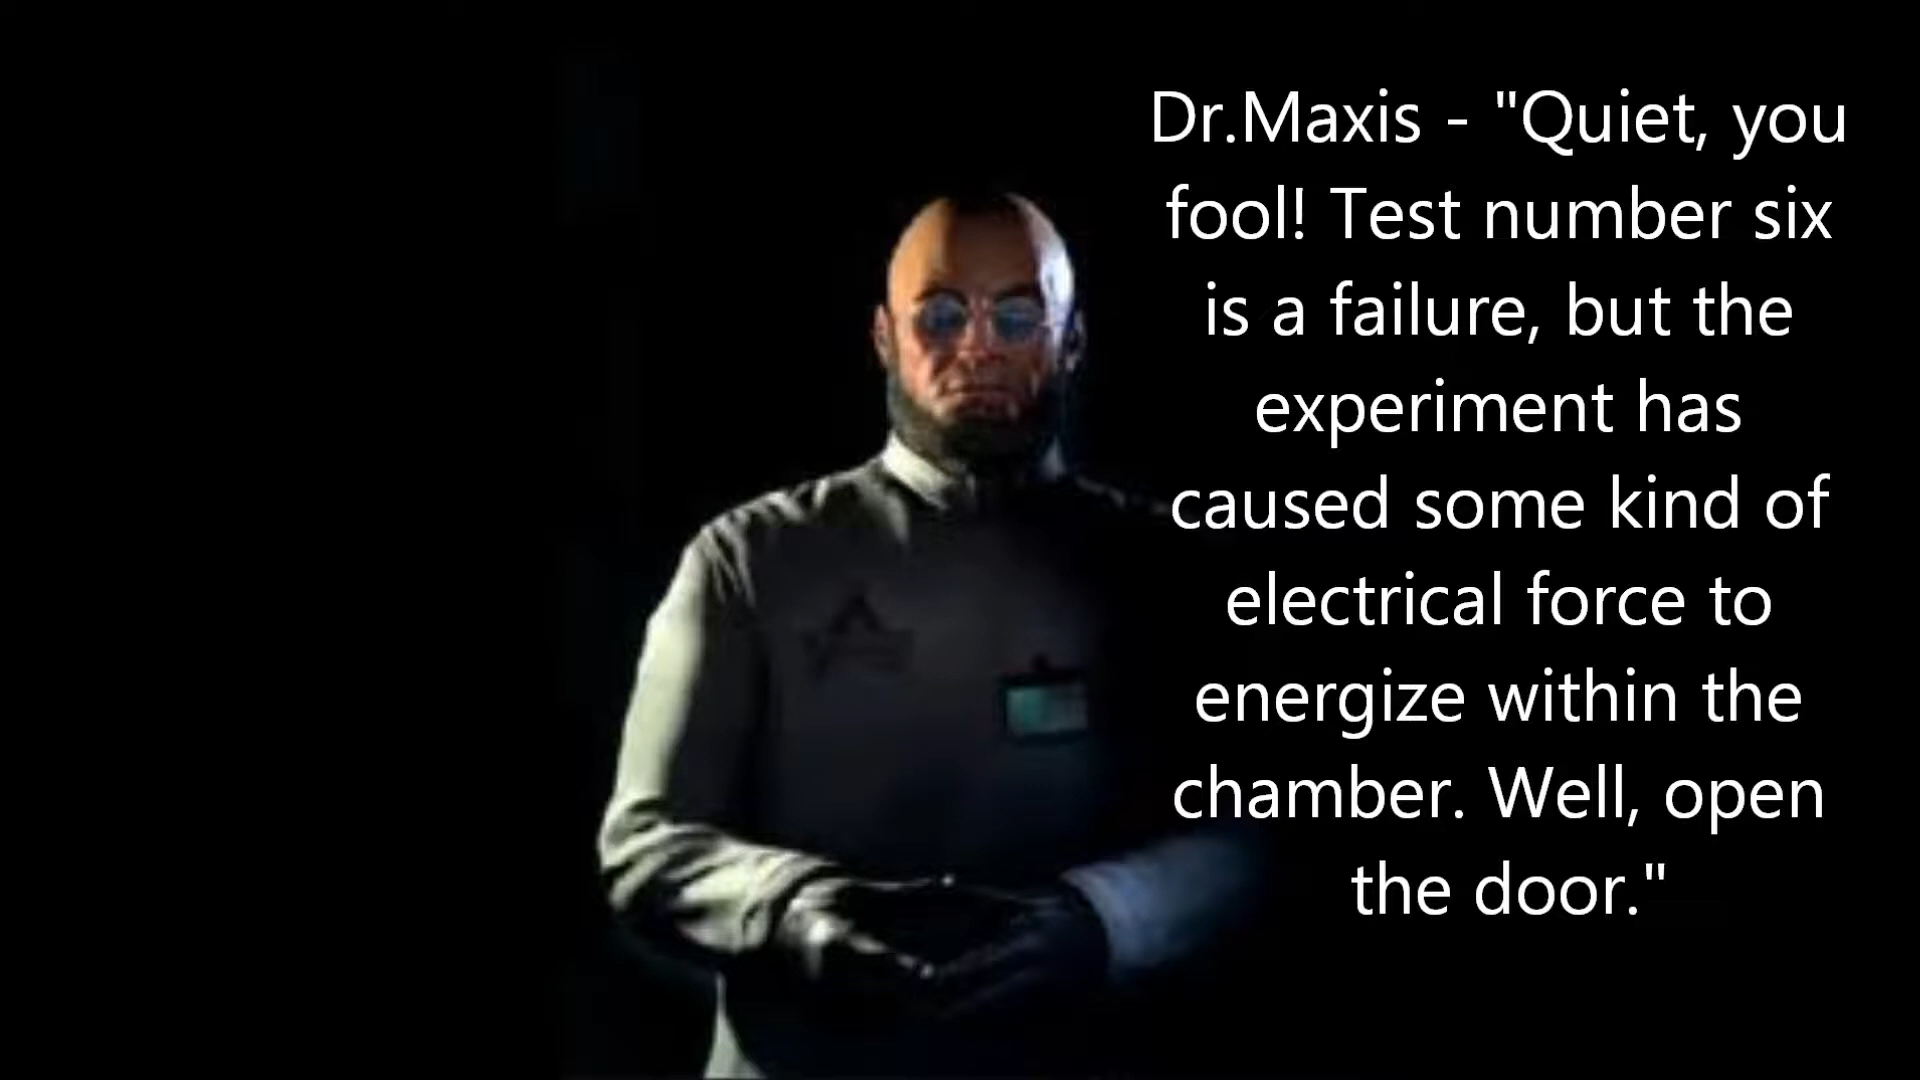 Dr.Maxis - "Quiet, you
fool! Test number six
is a failure, but the
experiment has
caused some kind of
electrical force to
energize within the
chamber. Well, open
the door."